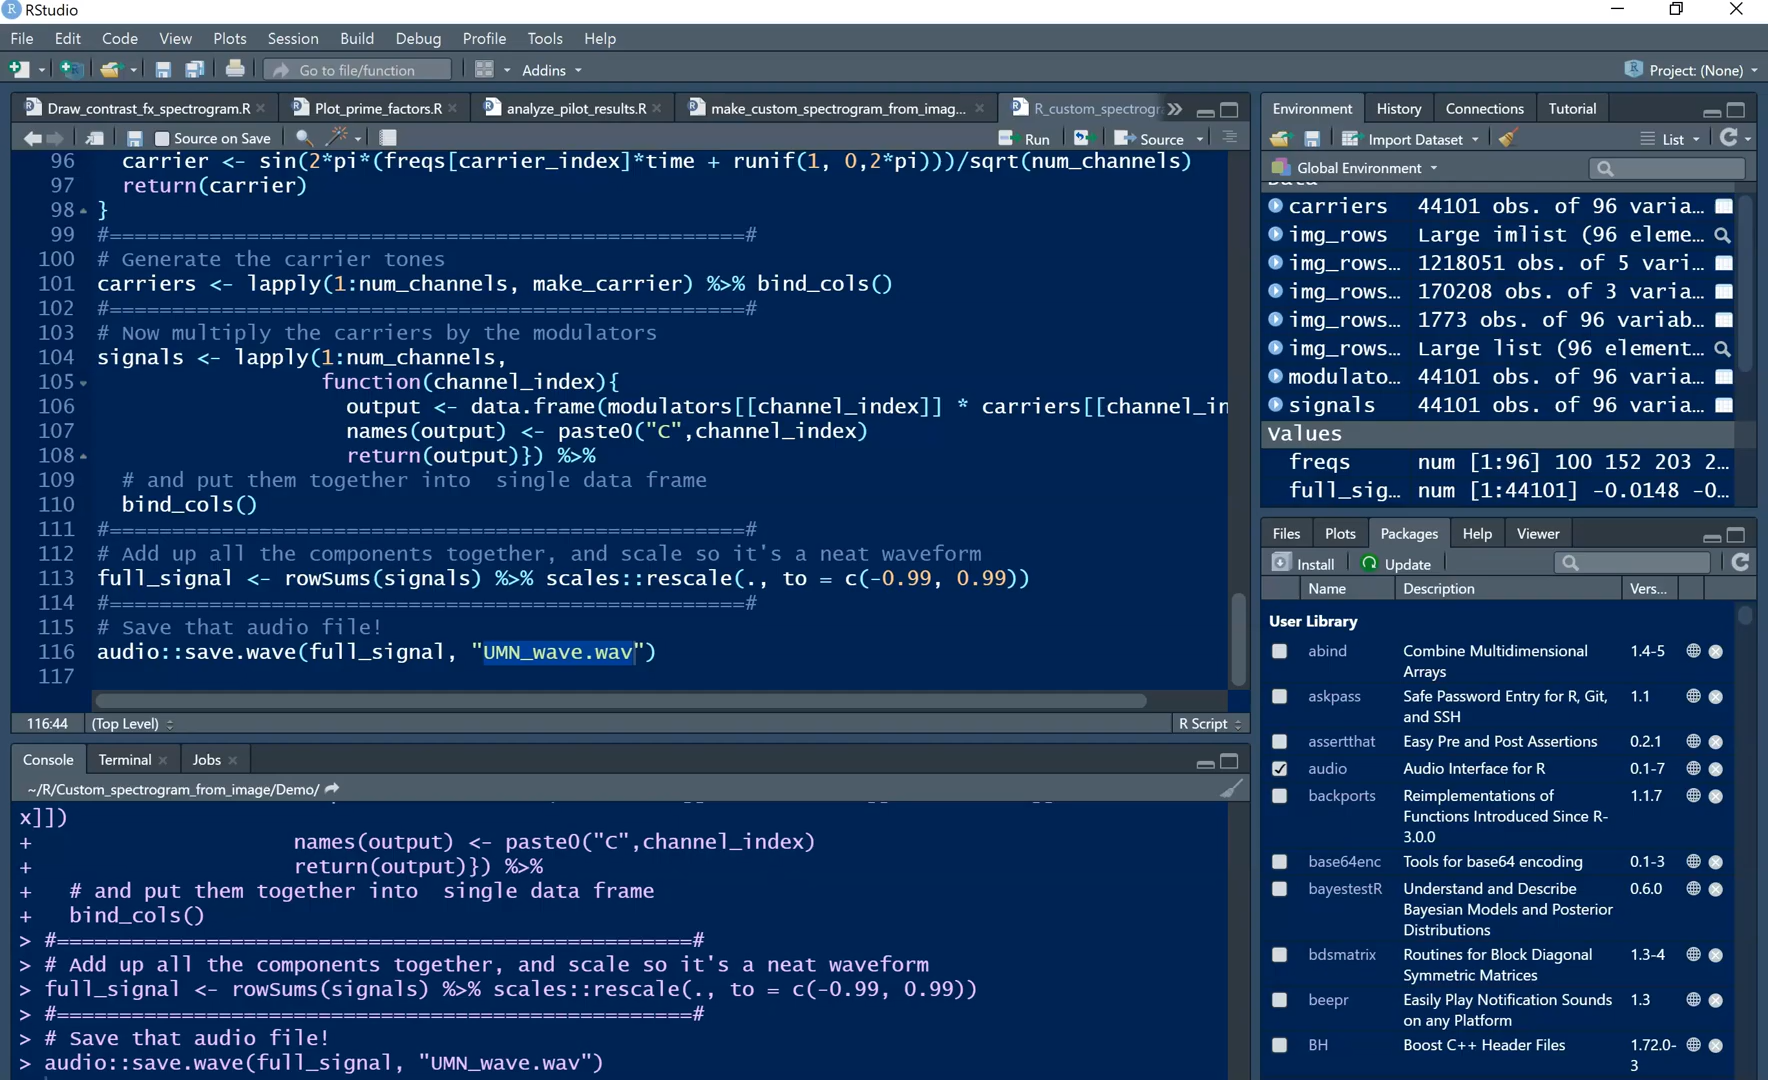 RStudio
File Edit Code View Plots Session Build Debug Profile Tools Help
Go to file/function Addins Project: (None)
Draw_contrast_fx_spectrogram.R Plot_prime_factors.R analyze_pilot_results.R make_custom_spectrogram_from_imag... R_custom_spectrogr
Source on Save Run Source
96 carrier <- sin(2*pi*(freqs[carrier_index]*time + runif(1, 0,2*pi)))/sqrt(num_channels)
97 return(carrier)
98 }
99 #===================================================#
100 # Generate the carrier tones
101 carriers <- lapply(1:num_channels, make_carrier) %>% bind_cols()
102 #===================================================#
103 # Now multiply the carriers by the modulators
104 signals <- lapply(1:num_channels,
105 function(channel_index){
106 output <- data.frame(modulators[[channel_index]] * carriers[[channel_in
107 names(output) <- paste0("C",channel_index)
108 return(output)}) %>%
109 # and put them together into  single data frame
110 bind_cols()
111 #===================================================#
112 # Add up all the components together, and scale so it's a neat waveform
113 full_signal <- rowSums(signals) %>% scales::rescale(., to = c(-0.99, 0.99))
114 #===================================================#
115 # Save that audio file!
116 audio::save.wave(full_signal, "UMN_wave.wav")
117
116:44 (Top Level) R Script
Console Terminal Jobs
~/R/Custom_spectrogram_from_image/Demo/
x]])
+ names(output) <- paste0("C",channel_index)
+ return(output)}) %>%
+ # and put them together into  single data frame
+ bind_cols()
> #===================================================#
> # Add up all the components together, and scale so it's a neat waveform
> full_signal <- rowSums(signals) %>% scales::rescale(., to = c(-0.99, 0.99))
> #===================================================#
> # Save that audio file!
> audio::save.wave(full_signal, "UMN_wave.wav")
Environment History Connections Tutorial
Import Dataset List
Global Environment
Data
carriers 44101 obs. of 96 varia...
img_rows Large imlist (96 eleme...
img_rows... 1218051 obs. of 5 vari...
img_rows... 170208 obs. of 3 varia...
img_rows... 1773 obs. of 96 variab...
img_rows... Large list (96 element...
modulato... 44101 obs. of 96 varia...
signals 44101 obs. of 96 varia...
Values
freqs num [1:96] 100 152 203 2...
full_sig... num [1:44101] -0.0148 -0...
Files Plots Packages Help Viewer
Install Update
Name Description Vers...
User Library
abind Combine Multidimensional 1.4-5
Arrays
askpass Safe Password Entry for R, Git, 1.1
and SSH
assertthat Easy Pre and Post Assertions 0.2.1
audio Audio Interface for R 0.1-7
backports Reimplementations of 1.1.7
Functions Introduced Since R-
3.0.0
base64enc Tools for base64 encoding 0.1-3
bayestestR Understand and Describe 0.6.0
Bayesian Models and Posterior
Distributions
bdsmatrix Routines for Block Diagonal 1.3-4
Symmetric Matrices
beepr Easily Play Notification Sounds 1.3
on any Platform
BH Boost C++ Header Files 1.72.0-
3